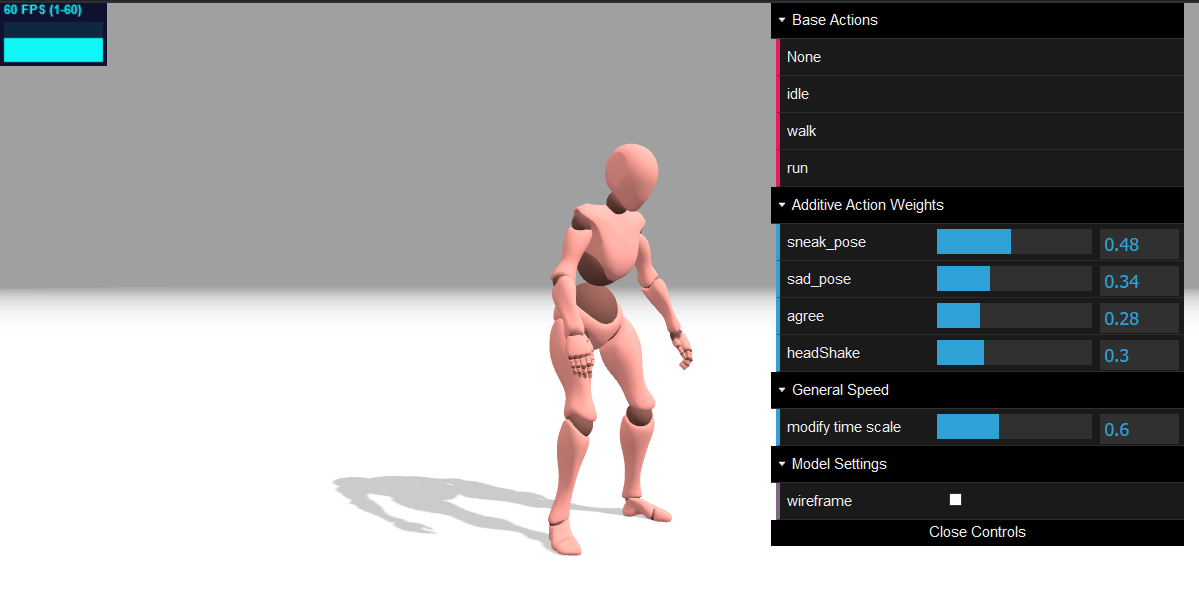 60 FPS (1-60)
Base Actions
None
idle
walk
run
Additive Action Weights
sneak_pose 0.48
sad_pose 0.34
agree 0.28
headShake 0.3
General Speed
modify time scale 0.6
Model Settings
wireframe
Close Controls